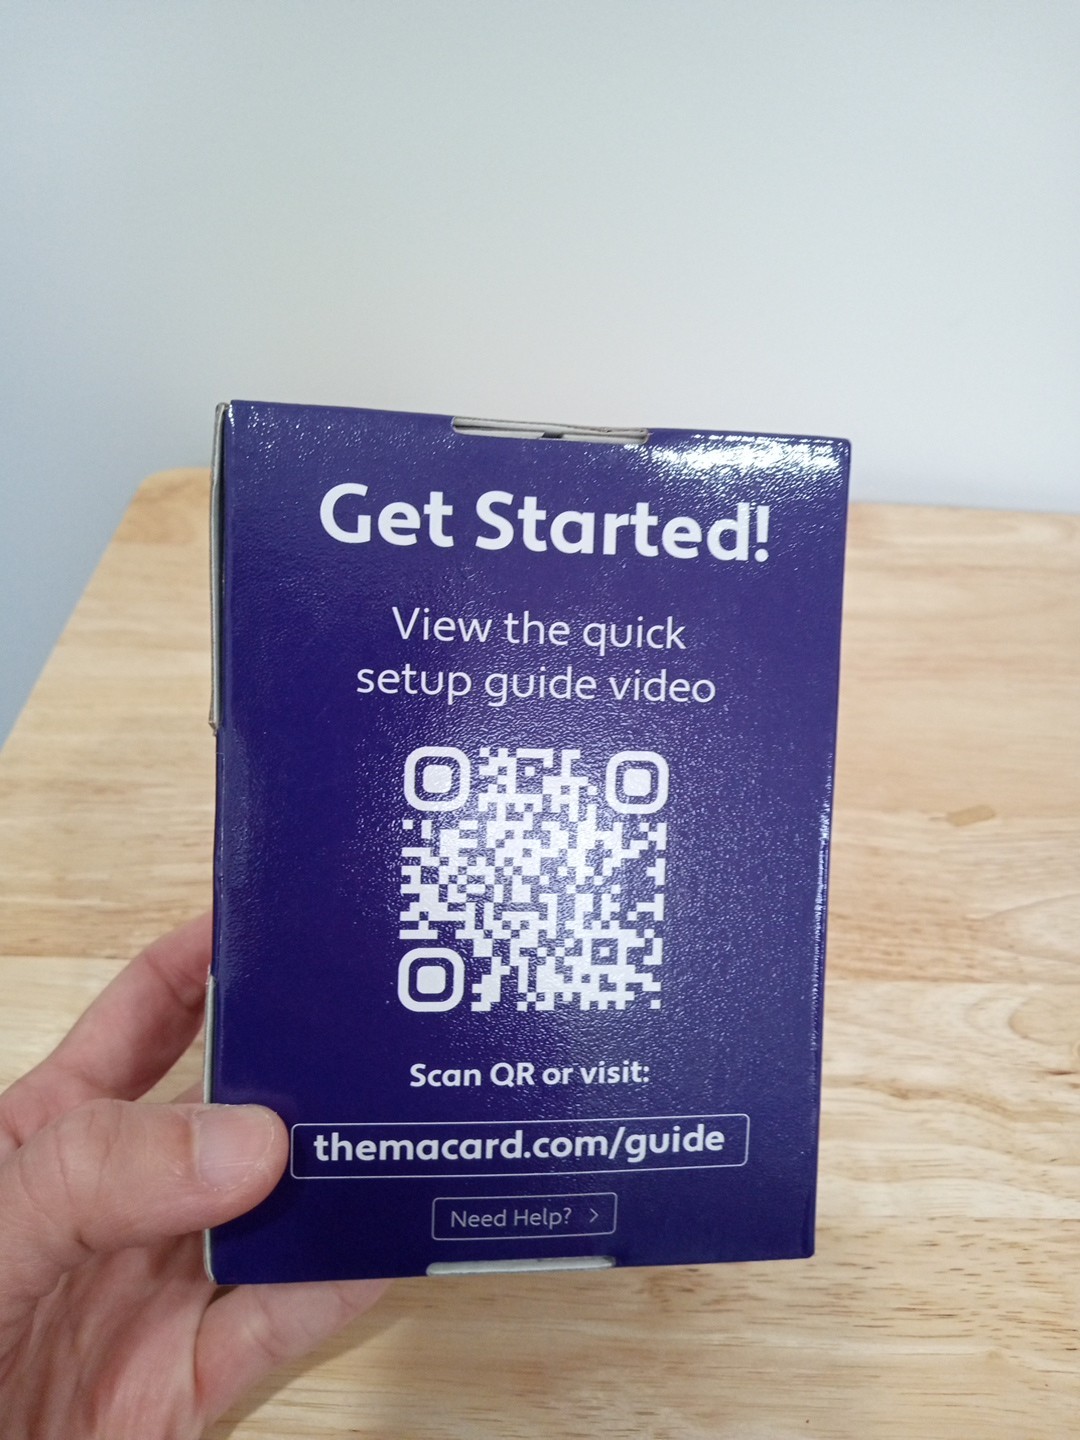 Get Started!
View the quick
setup guide video
Scan QR or visit:
themacard.com/guide
Need Help? >